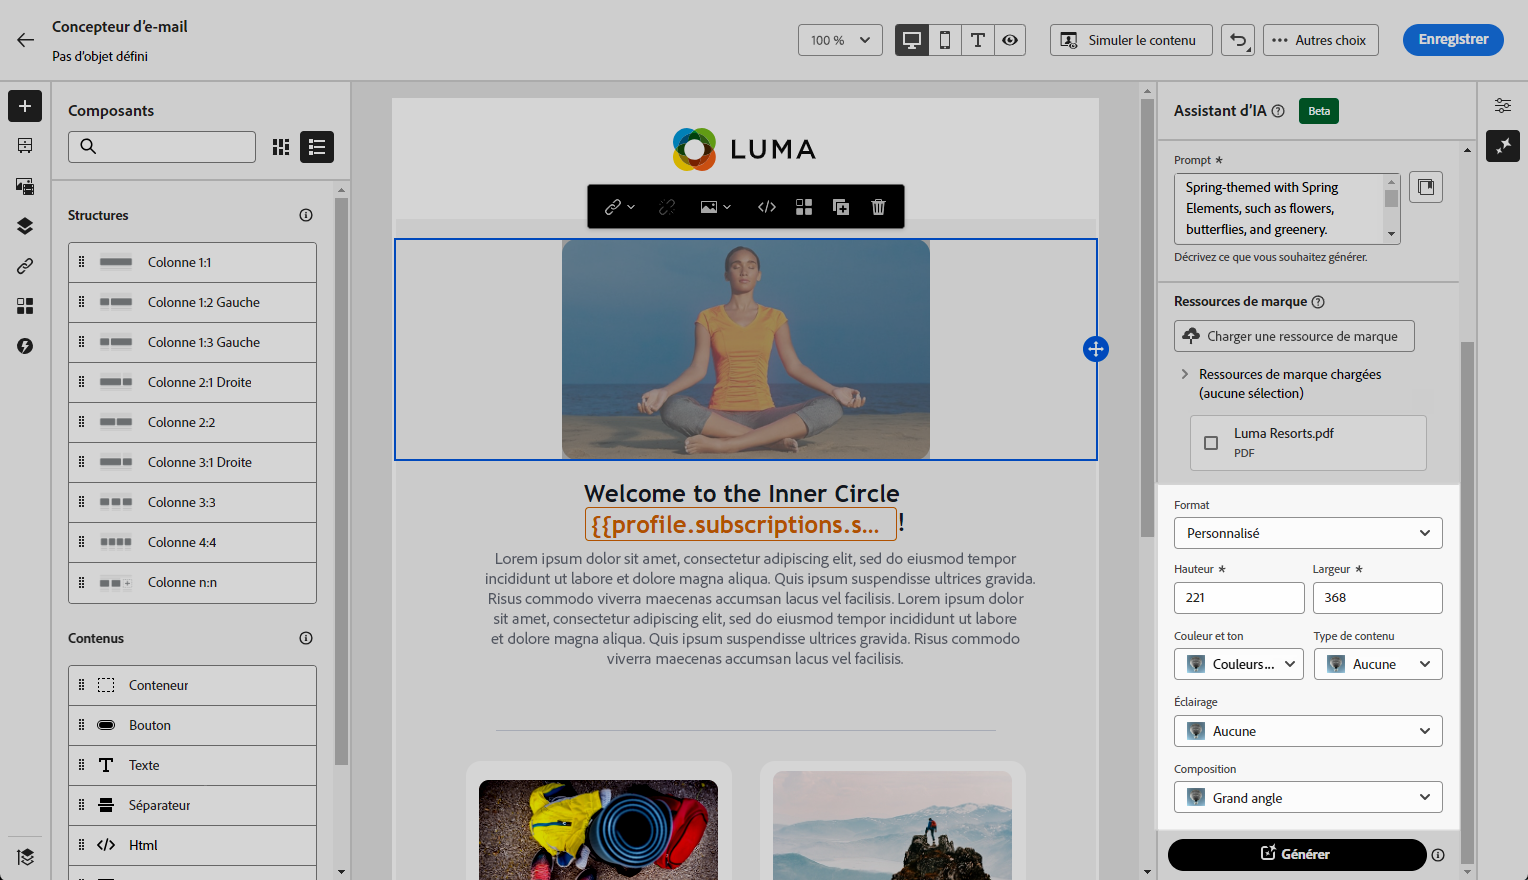 Concepteur d'e-mail
Pas d'objet défini
100 %
Simuler le contenu
Autres choix
Enregistrer
Composants
Structures
Colonne 1:1
Colonne 1:2 Gauche
Colonne 1:3 Gauche
Colonne 2:1 Droite
Colonne 2:2
Colonne 3:1 Droite
Colonne 3:3
Colonne 4:4
Colonne n:n
Contenus
Conteneur
Bouton
Texte
Séparateur
Html
LUMA
Welcome to the Inner Circle
{{profile.subscriptions.s... !
Lorem ipsum dolor sit amet, consectetur adipiscing elit, sed do eiusmod tempor
incididunt ut labore et dolore magna aliqua. Quis ipsum suspendisse ultrices gravida.
Risus commodo viverra maecenas accumsan lacus vel facilisis. Lorem ipsum dolor
sit amet, consectetur adipiscing elit, sed do eiusmod tempor incididunt ut labore
et dolore magna aliqua. Quis ipsum suspendisse ultrices gravida. Risus commodo
viverra maecenas accumsan lacus vel facilisis.
Assistant d'IA
Beta
Prompt *
Spring-themed with Spring
Elements, such as flowers,
butterflies, and greenery.
Décrivez ce que vous souhaitez générer.
Ressources de marque
Charger une ressource de marque
Ressources de marque chargées
(aucune sélection)
Luma Resorts.pdf
PDF
Format
Personnalisé
Hauteur * Largeur *
221 368
Couleur et ton Type de contenu
Couleurs... Aucune
Éclairage
Aucune
Composition
Grand angle
Générer